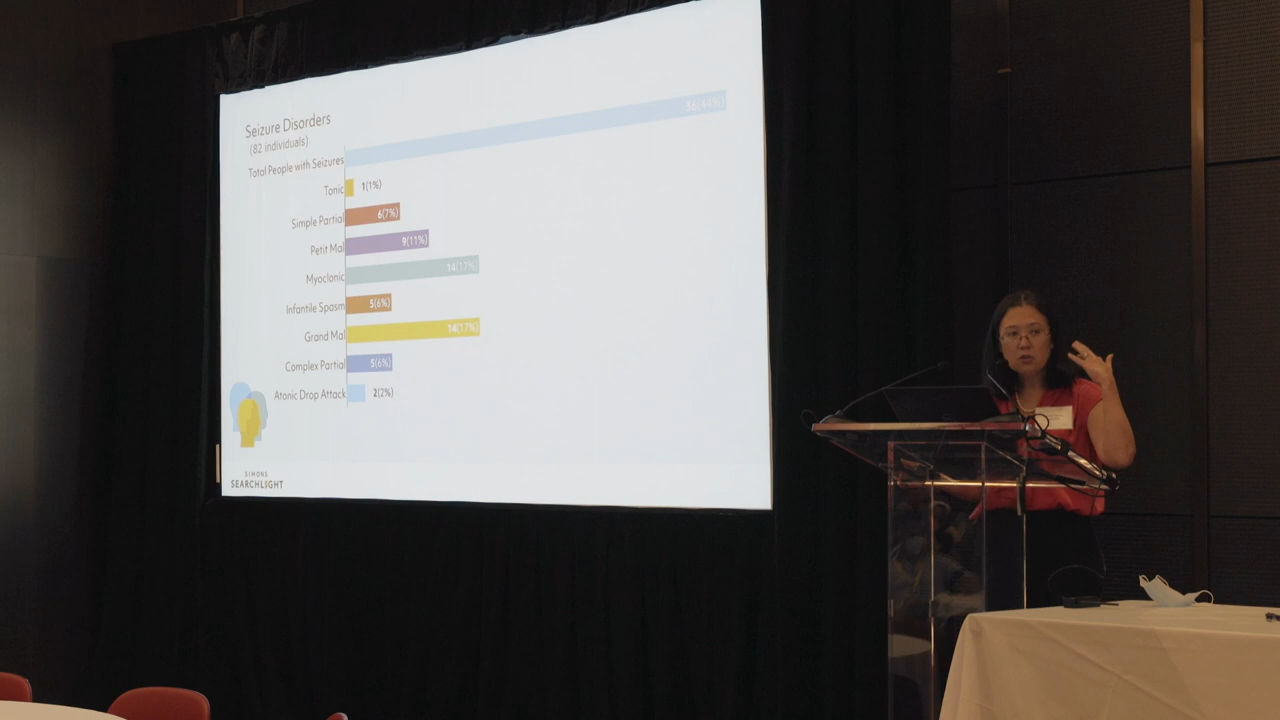 Seizure Disorders
(82 individuals)
Total People with Seizures 36(44%)
Tonic 1(1%)
Simple Partial 6(7%)
Petit Mal 9(11%)
Myoclonic 14(17%)
Infantile Spasm 5(6%)
Grand Mal 14(17%)
Complex Partial 5(6%)
Atonic Drop Attack 2(2%)
SIMONS
SEARCHLIGHT